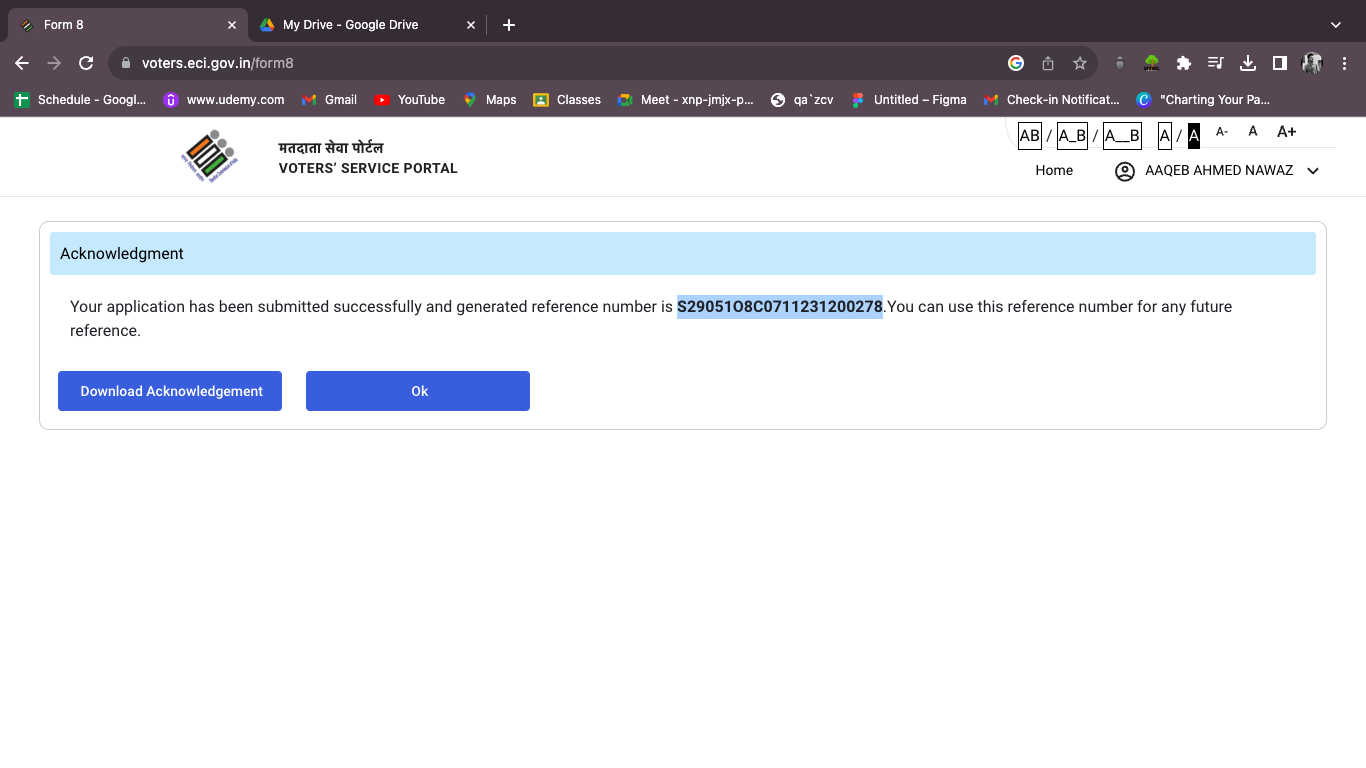 Form 8
My Drive - Google Drive
voters.eci.gov.in/form8
Schedule - Googl... www.udemy.com Gmail YouTube Maps Classes Meet - xnp-jmjx-p... qa`zcv Untitled – Figma Check-in Notificat... "Charting Your Pa...
AB / A_B / A__B A / A A- A A+
मतदाता सेवा पोर्टल
VOTERS’ SERVICE PORTAL
Home AAQEB AHMED NAWAZ
Acknowledgment
Your application has been submitted successfully and generated reference number is S29051O8C0711231200278.You can use this reference number for any future
reference.
Download Acknowledgement Ok